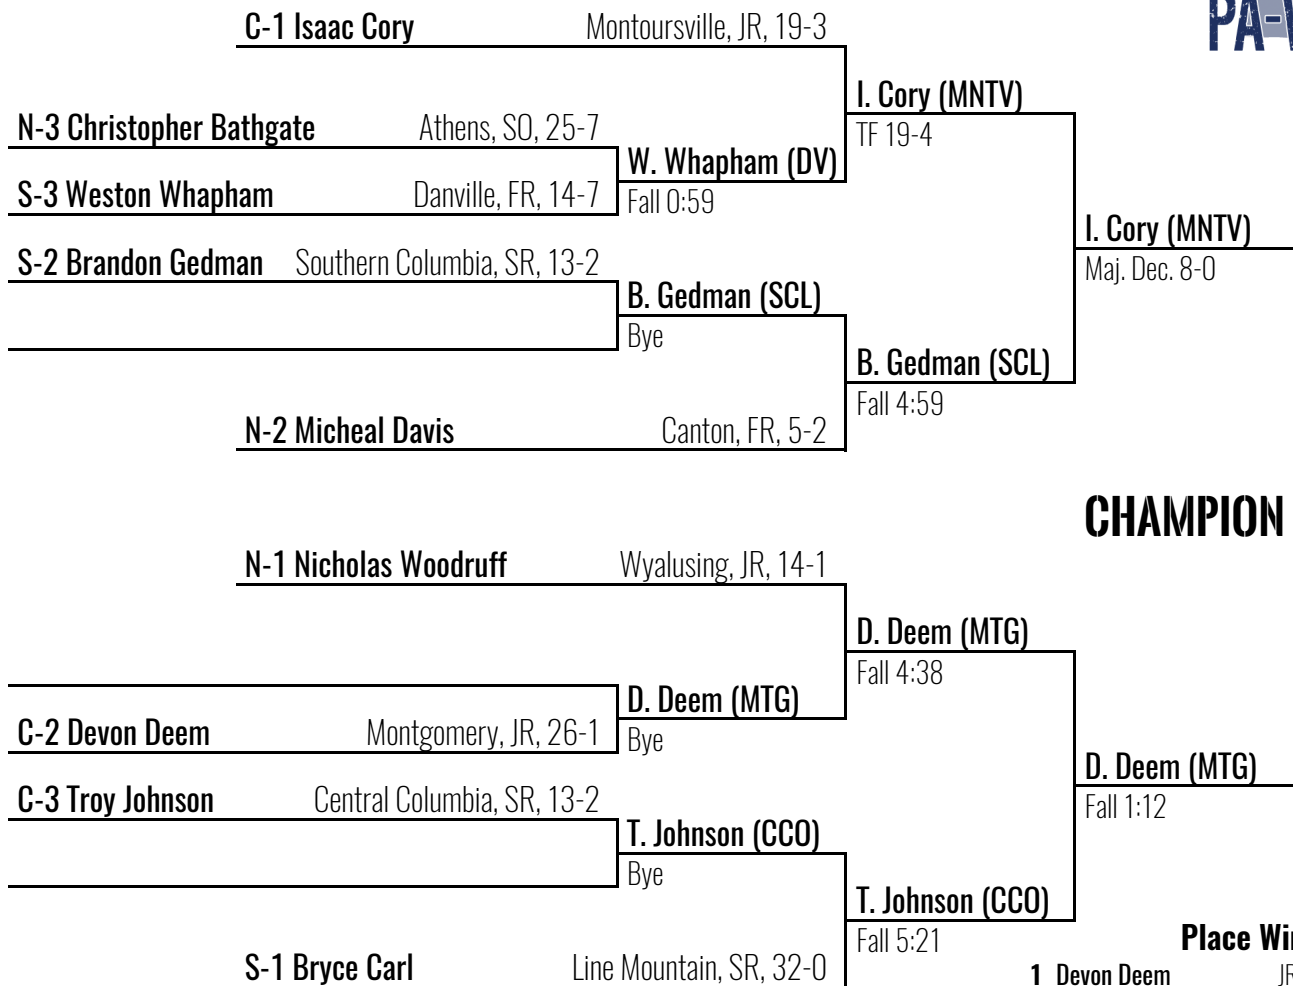 C-1 Isaac Cory Montoursville, JR, 19-3
I. Cory (MNTV)
N-3 Christopher Bathgate Athens, SO, 25-7
TF 19-4
W. Whapham (DV)
S-3 Weston Whapham Danville, FR, 14-7
Fall 0:59
I. Cory (MNTV)
S-2 Brandon Gedman Southern Columbia, SR, 13-2
Maj. Dec. 8-0
B. Gedman (SCL)
Bye
B. Gedman (SCL)
Fall 4:59
N-2 Micheal Davis Canton, FR, 5-2
CHAMPION
N-1 Nicholas Woodruff Wyalusing, JR, 14-1
D. Deem (MTG)
Fall 4:38
D. Deem (MTG)
C-2 Devon Deem Montgomery, JR, 26-1
Bye
D. Deem (MTG)
C-3 Troy Johnson Central Columbia, SR, 13-2
Fall 1:12
T. Johnson (CCO)
Bye
T. Johnson (CCO)
Fall 5:21
Place
S-1 Bryce Carl Line Mountain, SR, 32-0
1 Devon Deem